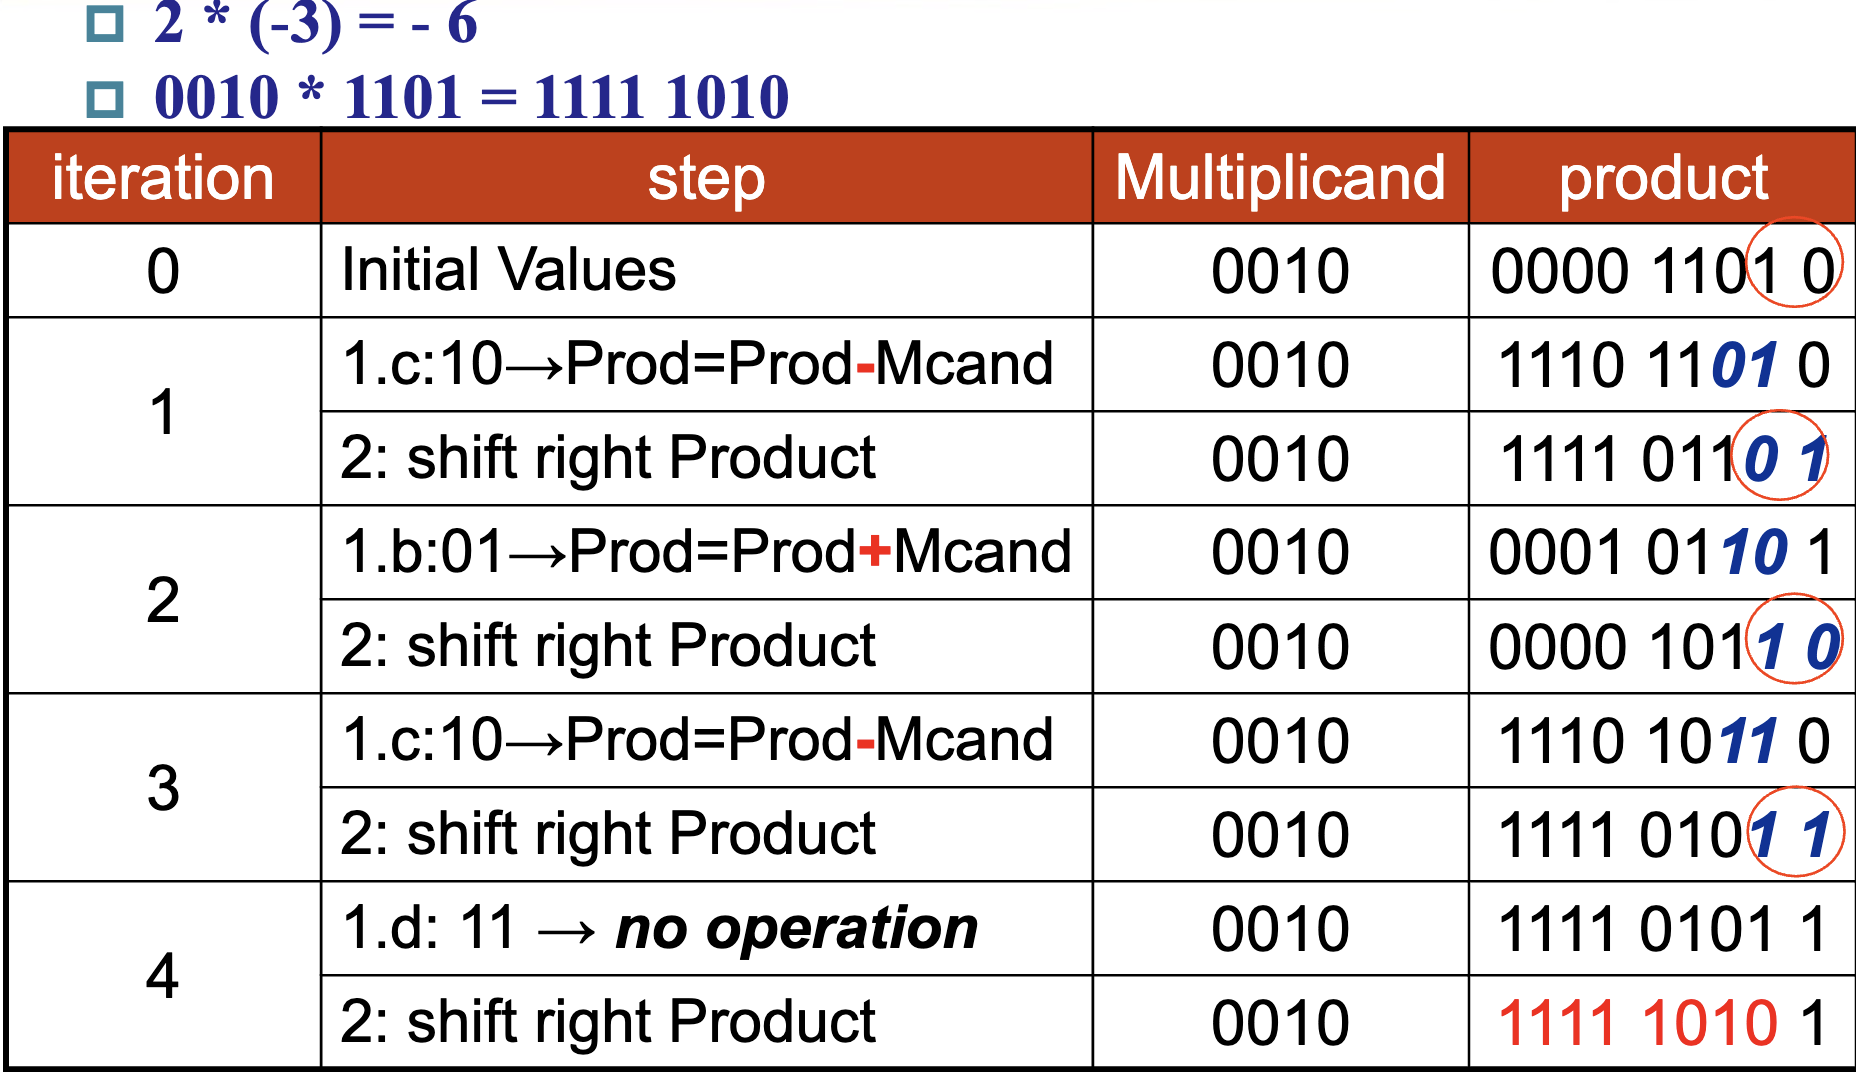 2 * (-3) = - 6
0010 * 1101 = 1111 1010
iteration step Multiplicand product
0 Initial Values 0010 0000 1101 0
1 1.c:10→Prod=Prod-Mcand 0010 1110 1101 0
2: shift right Product 0010 1111 0110 1
2 1.b:01→Prod=Prod+Mcand 0010 0001 0110 1
2: shift right Product 0010 0000 1011 0
3 1.c:10→Prod=Prod-Mcand 0010 1110 1011 0
2: shift right Product 0010 1111 0101 1
4 1.d: 11 → no operation 0010 1111 0101 1
2: shift right Product 0010 1111 1010 1